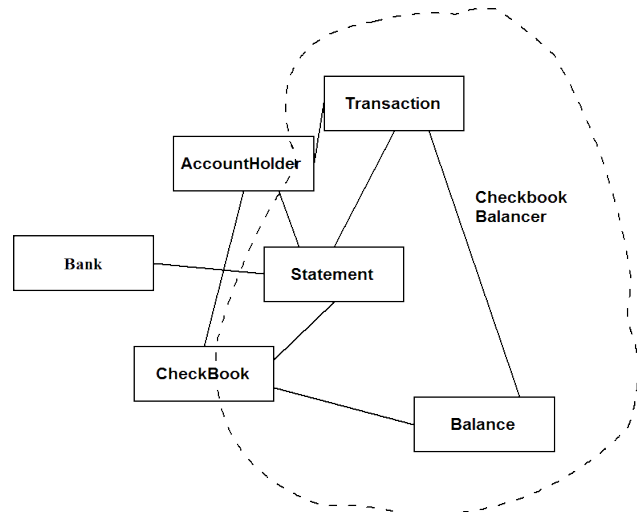 Transaction
AccountHolder
Checkbook
Balancer
Bank
Statement
CheckBook
Balance